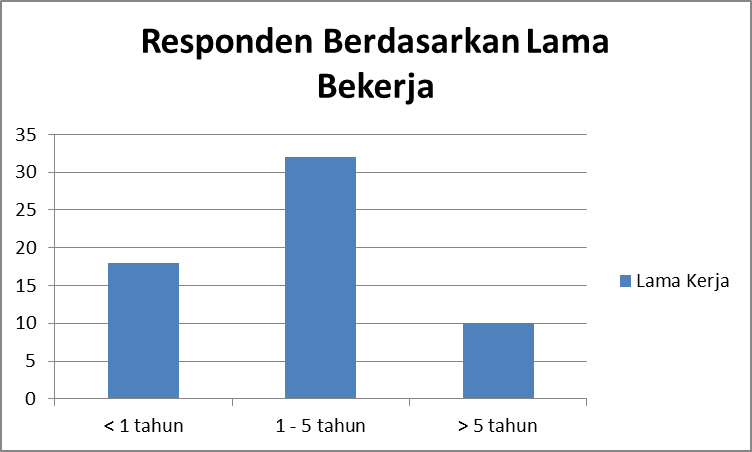 Responden Berdasarkan Lama
Bekerja
35
30
25
20
15
10
5
0
< 1 tahun
1 - 5 tahun
> 5 tahun
Lama Kerja